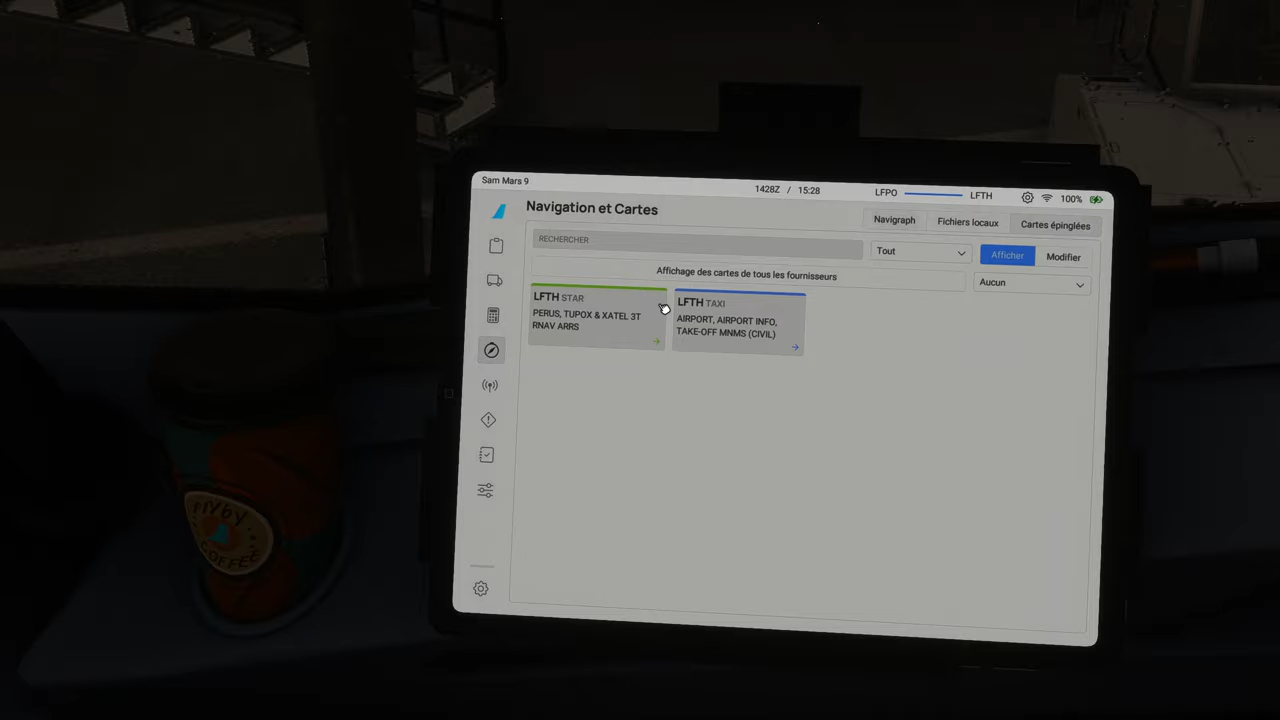 Sam Mars 9
1428Z / 15:28
LFPO
LFTH
100%
Navigation et Cartes
Navigraph
Fichiers locaux
Cartes épinglées
RECHERCHER
Tout
Afficher
Modifier
Affichage des cartes de tous les fournisseurs
Aucun
LFTH STAR
PERUS, TUPOX & XATEL 3T
RNAV ARRS
LFTH TAXI
AIRPORT, AIRPORT INFO,
TAKE-OFF MNMS (CIVIL)
FlyBy
COFFEE